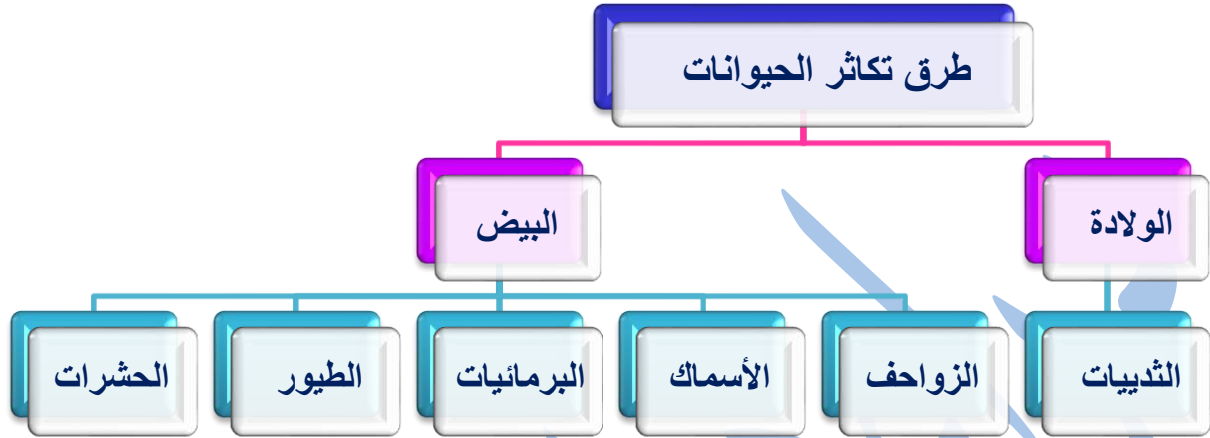 طرق تكاثر الحيوانات
الولادة
البيض
الثدييات
الزواحف
الأسماك
البرمائيات
الطيور
الحشرات